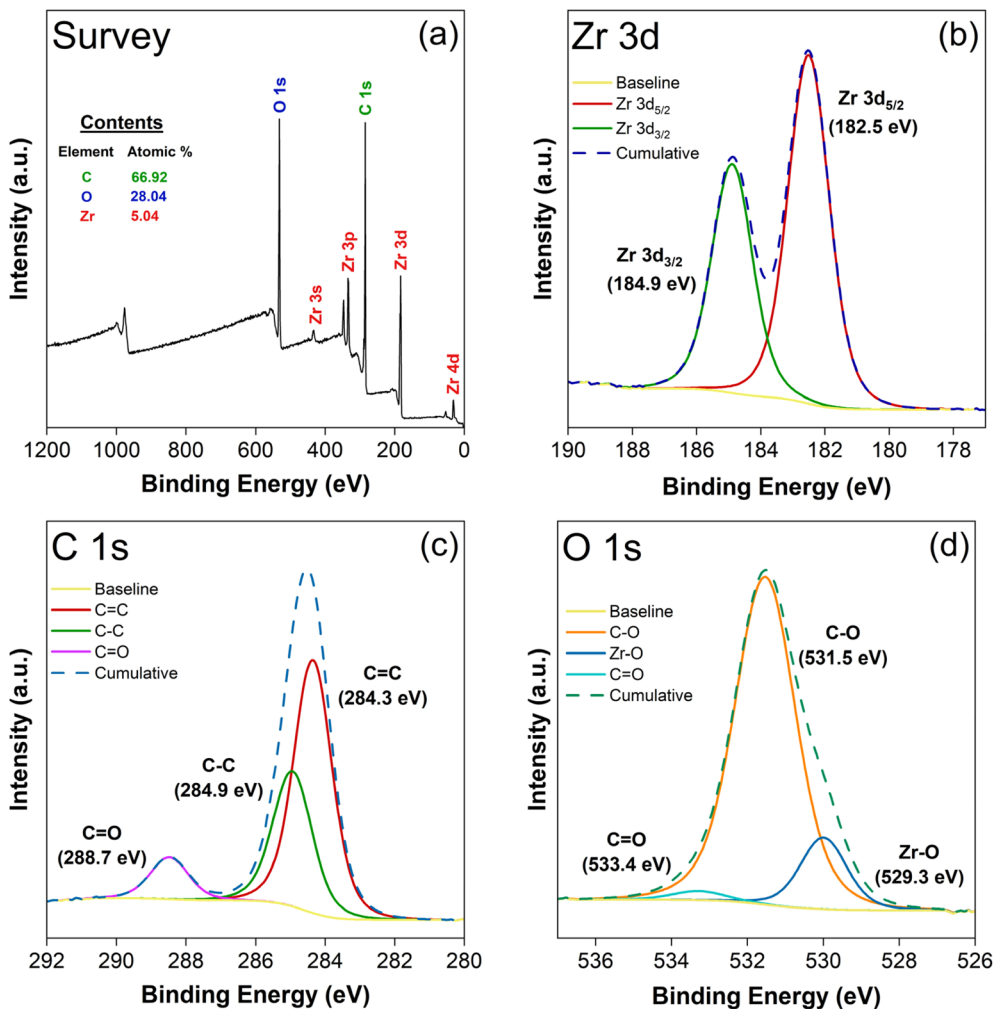 Survey
(a)
O 1s
C 1s
Contents
Element Atomic %
C 66.92
O 28.04
Zr 5.04
Zr 3s
Zr 3p
Zr 3d
Zr 4d
Intensity (a.u.)
1200 1000 800 600 400 200 0
Binding Energy (eV)
Zr 3d
(b)
Baseline
Zr 3d5/2
Zr 3d3/2
Cumulative
Zr 3d5/2
(182.5 eV)
Zr 3d3/2
(184.9 eV)
Intensity (a.u.)
190 188 186 184 182 180 178
Binding Energy (eV)
C 1s
(c)
Baseline
C=C
C-C
C=O
Cumulative
C=C
(284.3 eV)
C-C
(284.9 eV)
C=O
(288.7 eV)
Intensity (a.u.)
292 290 288 286 284 282 280
Binding Energy (eV)
O 1s
(d)
Baseline
C-O
Zr-O
C=O
Cumulative
C-O
(531.5 eV)
C=O
(533.4 eV)
Zr-O
(529.3 eV)
Intensity (a.u.)
536 534 532 530 528 526
Binding Energy (eV)